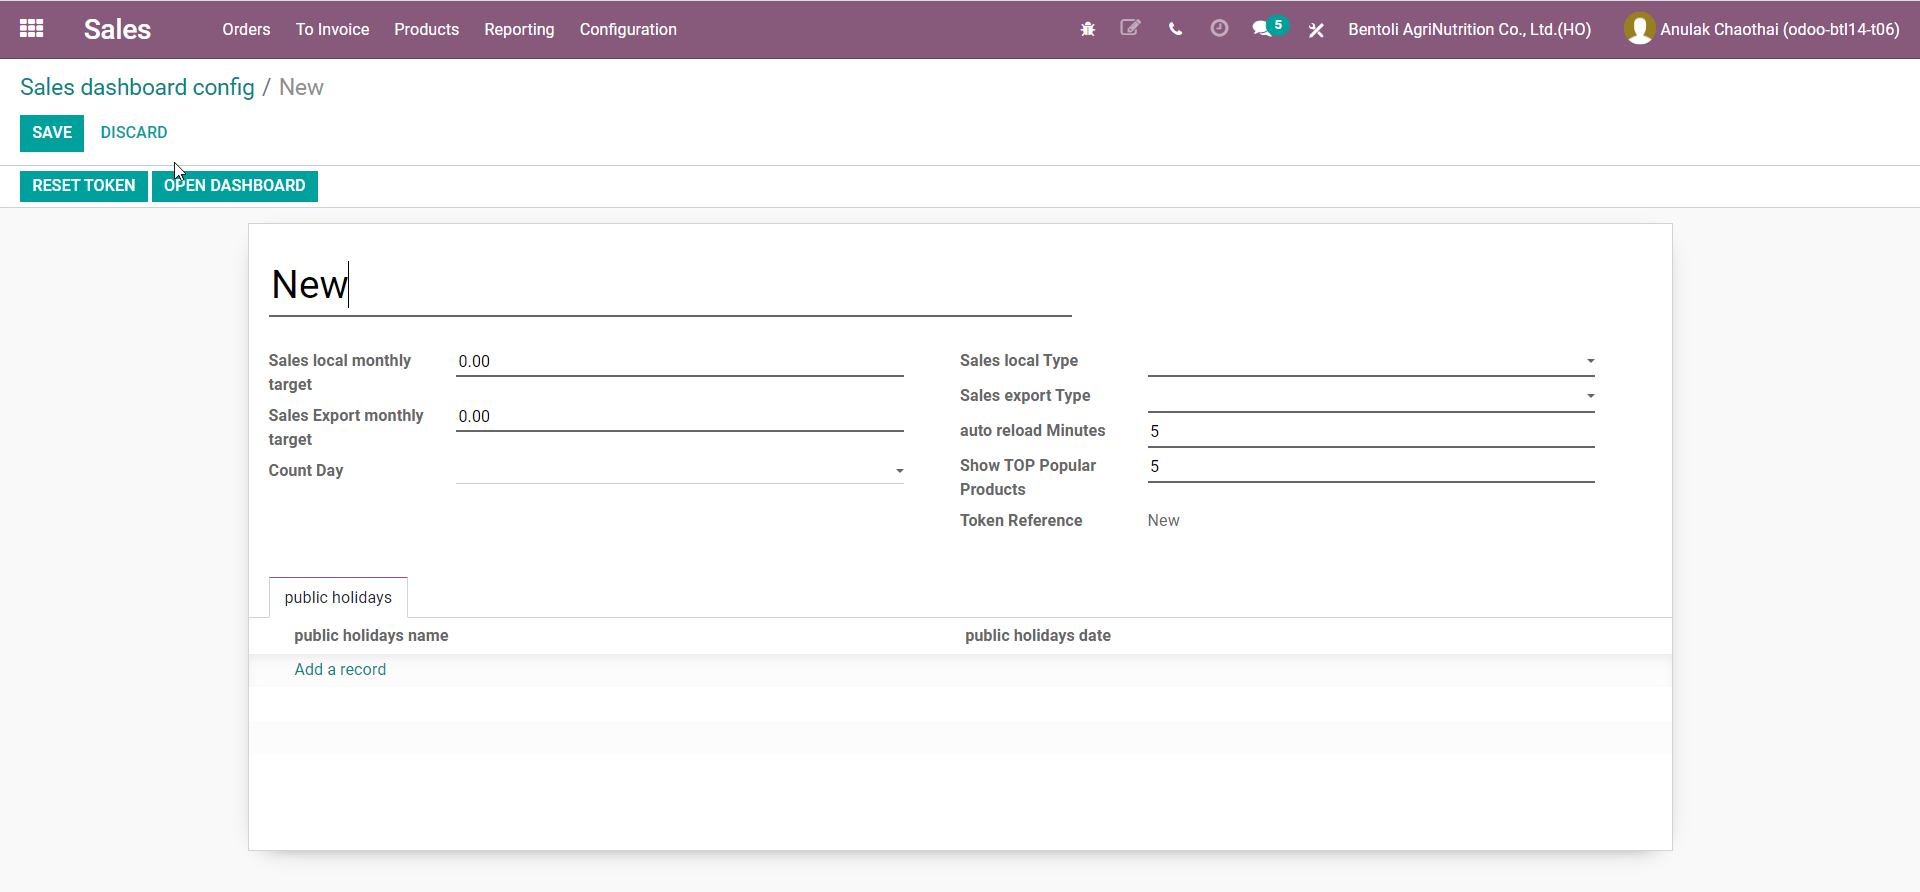 Sales Orders To Invoice Products Reporting Configuration 5 Bentoli AgriNutrition Co., Ltd.(HO) Anulak Chaothai (odoo-btl14-t06)
Sales dashboard config / New
SAVE DISCARD
RESET TOKEN OPEN DASHBOARD
New
Sales local monthly target 0.00
Sales Export monthly target 0.00
Count Day
Sales local Type
Sales export Type
auto reload Minutes 5
Show TOP Popular Products 5
Token Reference New
public holidays
public holidays name public holidays date
Add a record